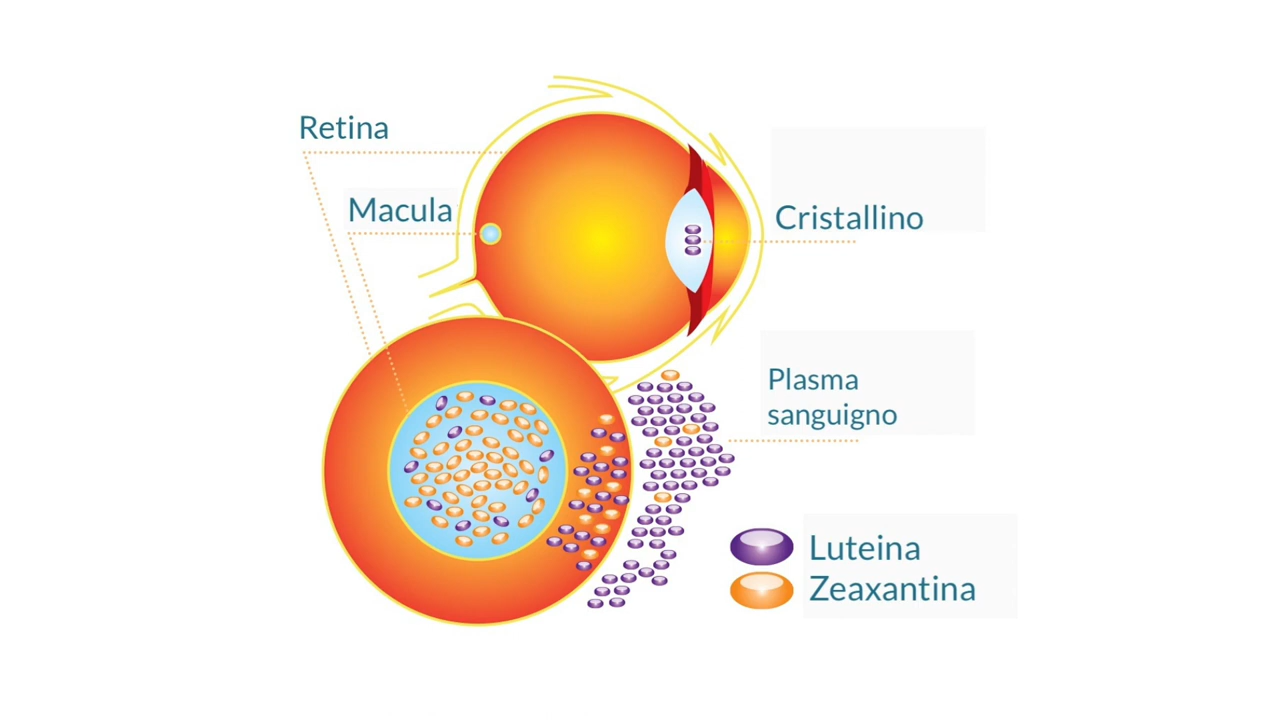 Retina
Macula
Cristallino
Plasma
sanguigno
Luteina
Zeaxantina